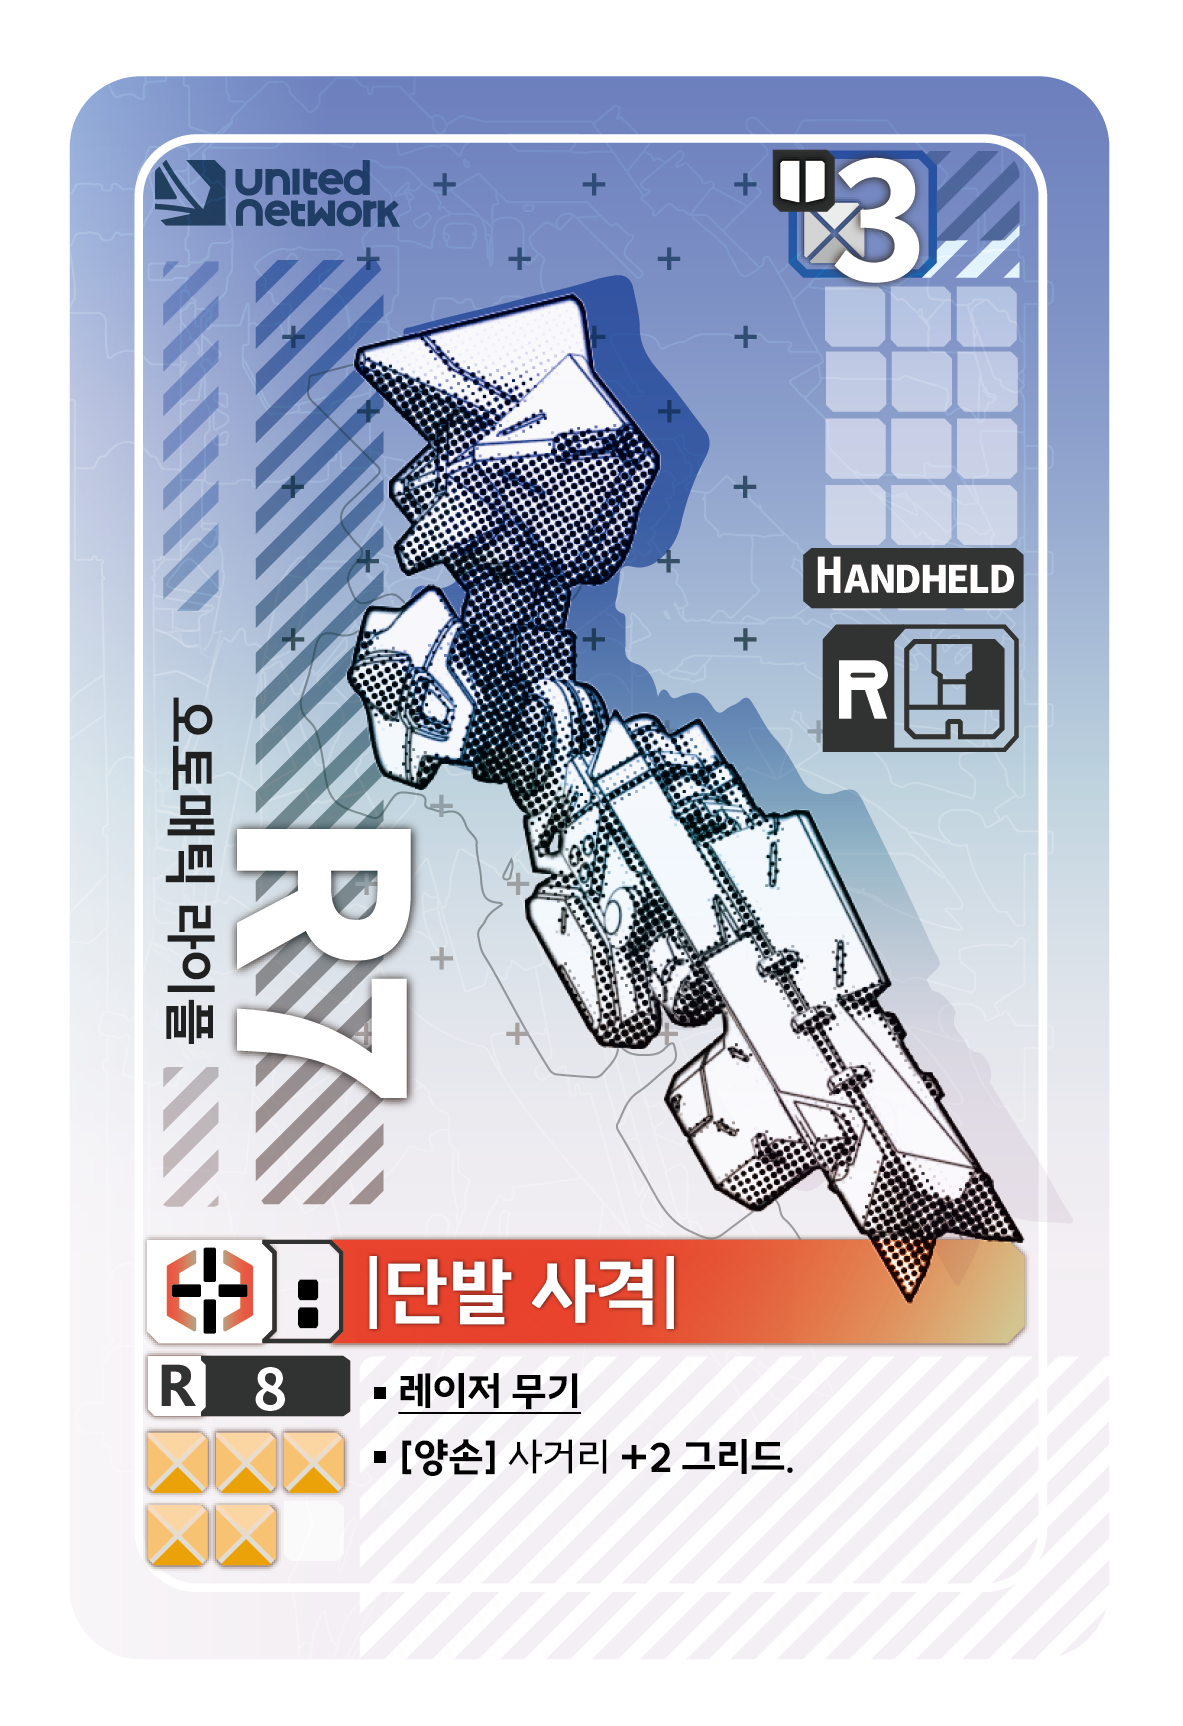 united
network
3
HANDHELD
R
오토매틱 라이플
R7
|단발 사격|
R 8
▪ 레이저 무기
▪ [양손] 사거리 +2 그리드.